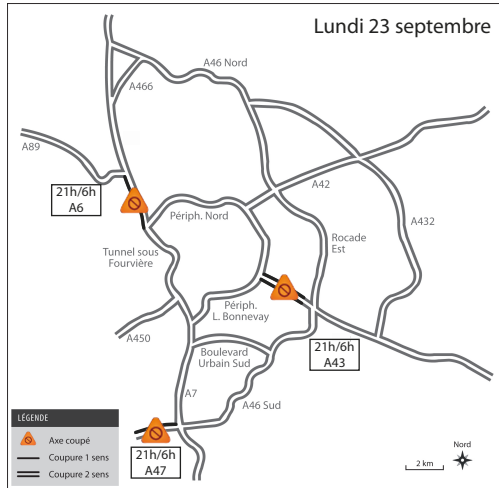 Lundi 23 septembre
A46 Nord
A466
A89
21h/6h
A6
A42
Périph. Nord
A432
Rocade
Est
Tunnel sous
Fourvière
Périph.
L. Bonnevay
A450
21h/6h
A43
Boulevard
Urbain Sud
A7
A46 Sud
21h/6h
A47
LÉGENDE
Axe coupé
Coupure 1 sens
Coupure 2 sens
Nord
2 km